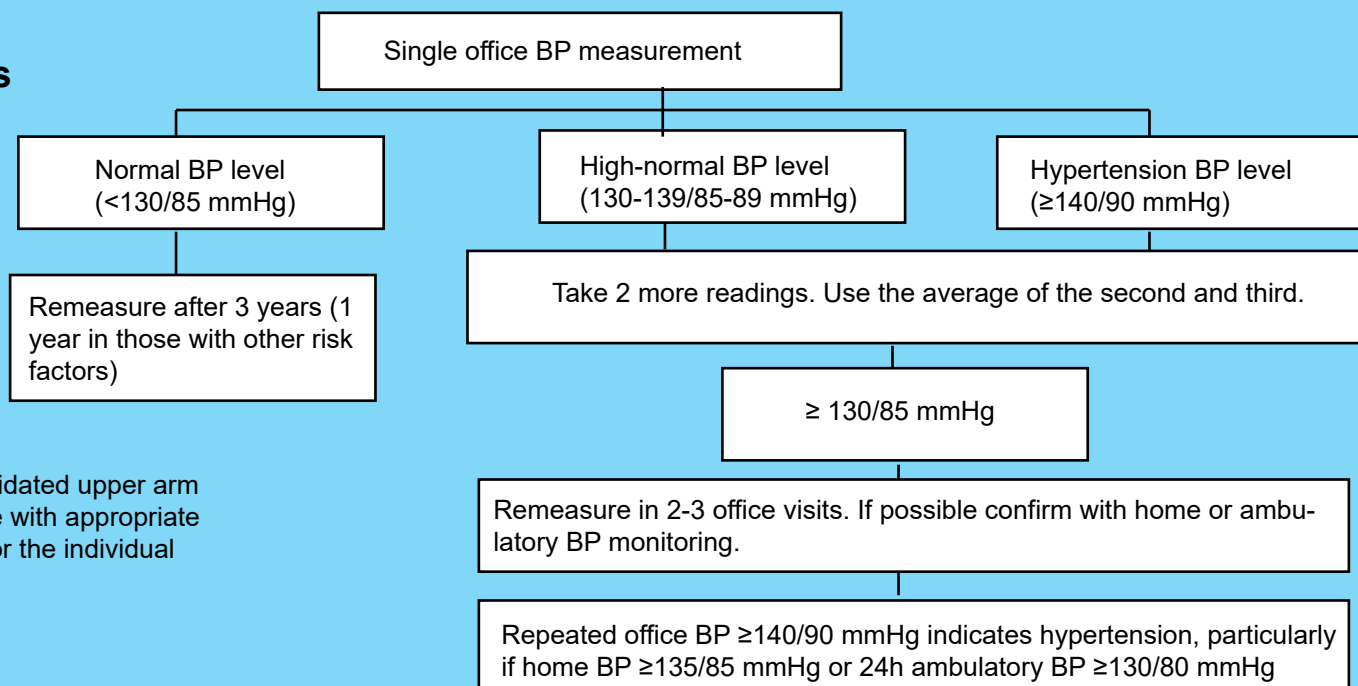 Single office BP measurement
s
Normal BP level
(<130/85 mmHg)
High-normal BP level
(130-139/85-89 mmHg)
Hypertension BP level
(≥140/90 mmHg)
Remeasure after 3 years (1
year in those with other risk
factors)
Take 2 more readings. Use the average of the second and third.
≥ 130/85 mmHg
idated upper arm
e with appropriate
or the individual
Remeasure in 2-3 office visits. If possible confirm with home or ambu-
latory BP monitoring.
Repeated office BP ≥140/90 mmHg indicates hypertension, particularly
if home BP ≥135/85 mmHg or 24h ambulatory BP ≥130/80 mmHg